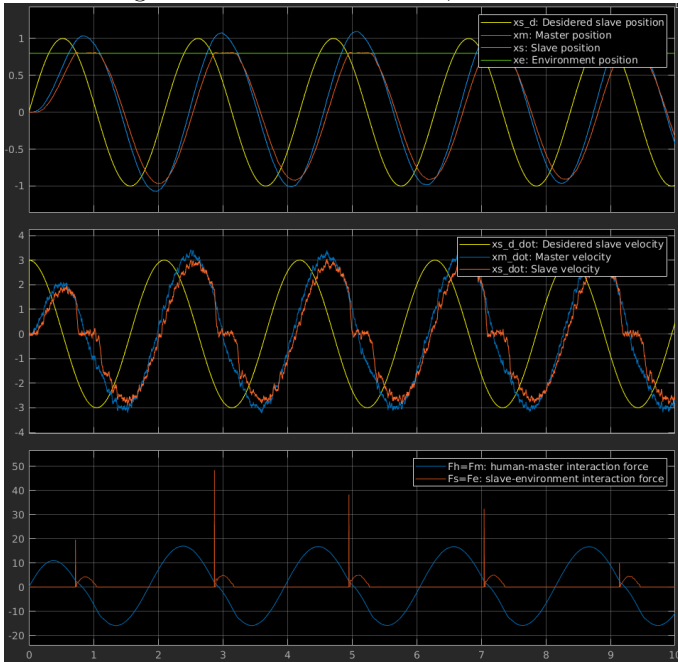 xs_d: Desidered slave position
xm: Master position
xs: Slave position
xe: Environment position
1
0.5
0
-0.5
-1
xs_d_dot: Desidered slave velocity
xm_dot: Master velocity
xs_dot: Slave velocity
4
3
2
1
0
-1
-2
-3
-4
Fh=Fm: human-master interaction force
Fs=Fe: slave-environment interaction force
50
40
30
20
10
0
-10
-20
0 1 2 3 4 5 6 7 8 9 10